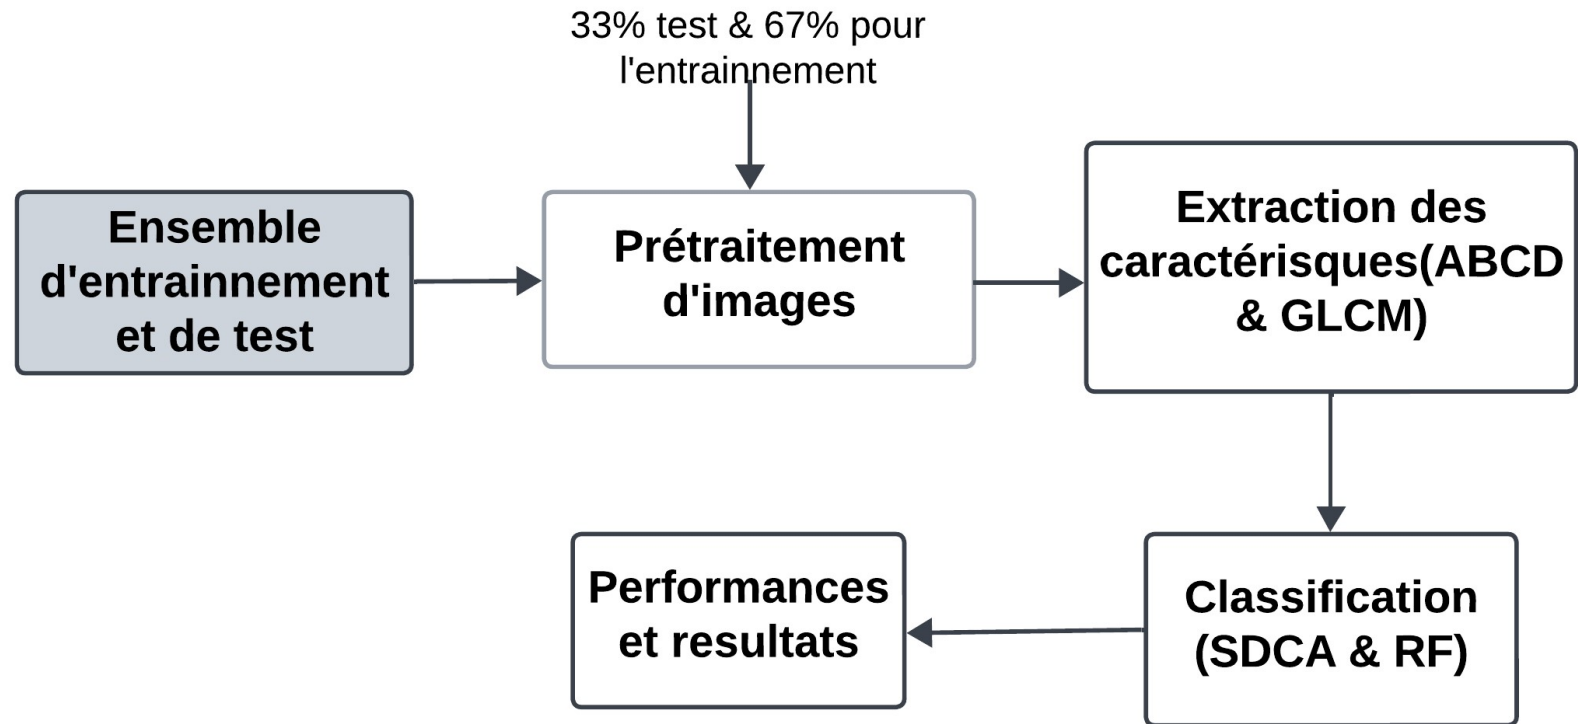 33% test & 67% pour
l'entrainnement
Ensemble
d'entrainnement
et de test
Prétraitement
d'images
Extraction des
caractérisques(ABCD
& GLCM)
Performances
et resultats
Classification
(SDCA & RF)